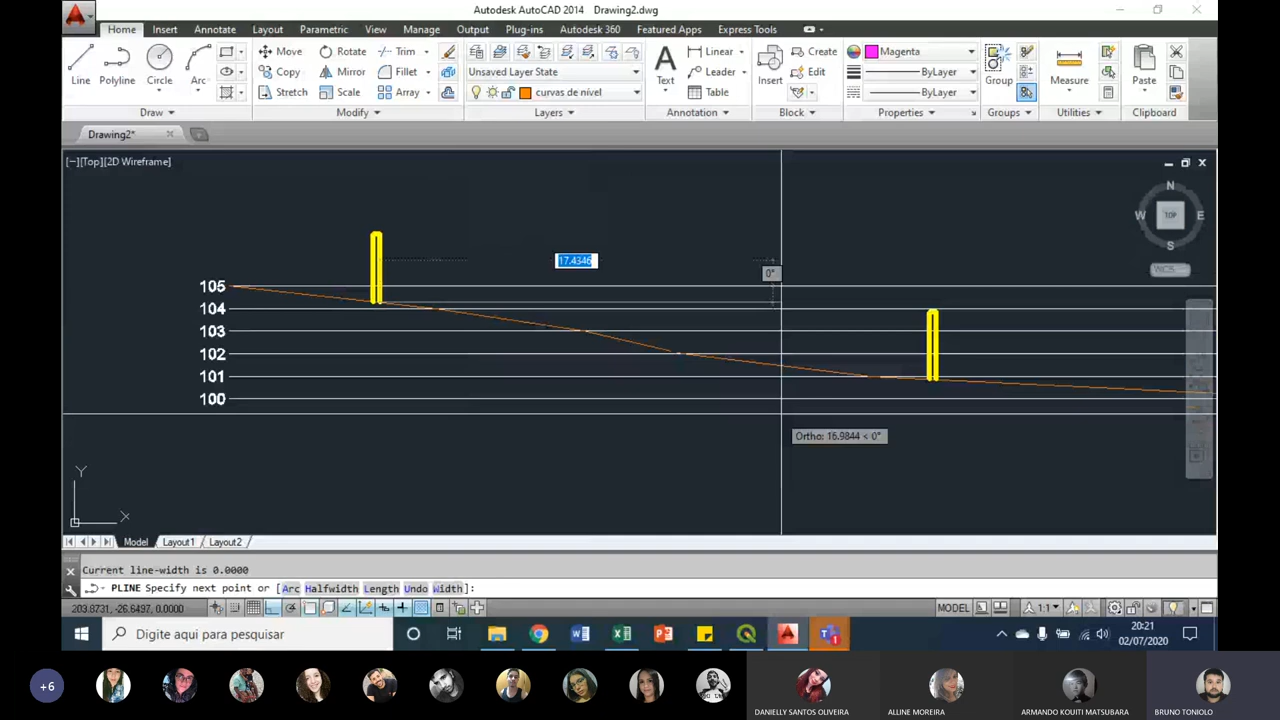 Autodesk AutoCAD 2014 Drawing2.dwg
Home Insert Annotate Layout Parametric View Manage Output Plug-ins Autodesk 360 Featured Apps Express Tools
Line Polyline Circle Arc
Move Rotate Trim
Copy Mirror Fillet
Stretch Scale Array
Unsaved Layer State
curvas de nível
Text
Linear
Leader
Table
Insert
Create
Edit
Magenta
ByLayer
ByLayer
Group
Measure
Paste
Draw Modify Layers Annotation Block Properties Groups Utilities Clipboard
Drawing2*
[−][Top][2D Wireframe]
N
W TOP E
S
WCS
17.4346
0°
105
104
103
102
101
100
Ortho: 16.9844 < 0°
Y
X
Model Layout1 Layout2
Current line-width is 0.0000
PLINE Specify next point or [Arc Halfwidth Length Undo Width]:
203.8731, -26.6497, 0.0000
MODEL
1:1
Digite aqui para pesquisar
20:21
02/07/2020
+6
DANIELLY SANTOS OLIVEIRA
ALLINE MOREIRA
ARMANDO KOUITI MATSUBARA
BRUNO TONIOLO